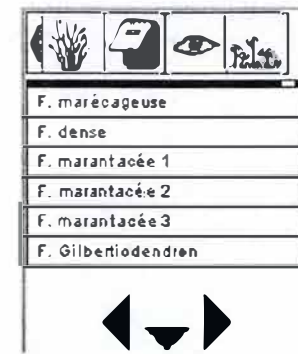 F. marécageuse
F. dense
F. marantacée 1
F. marantacée 2
F. marantacée 3
F. Gilbertiodendron